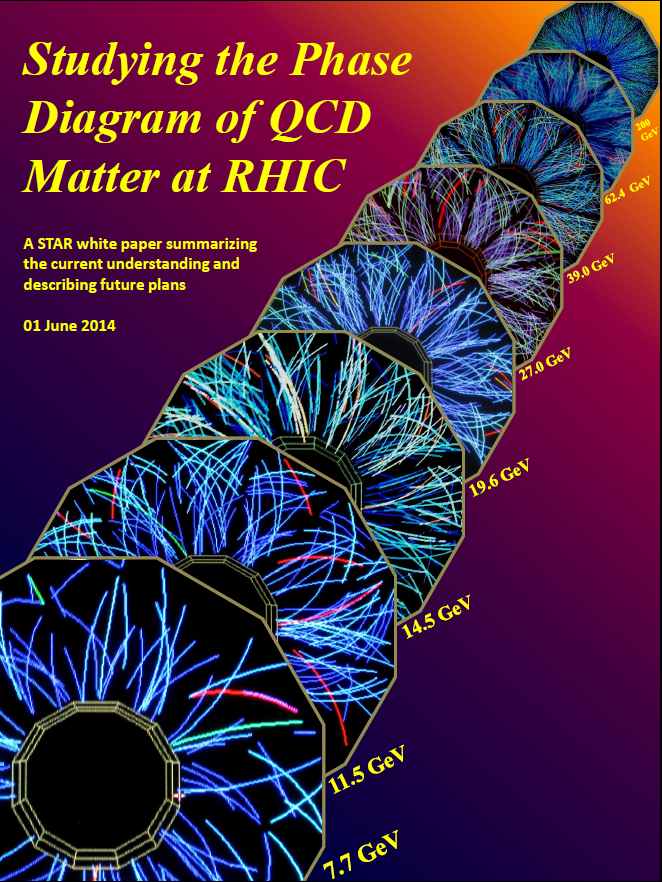 Studying the Phase
Diagram of QCD
Matter at RHIC
A STAR white paper summarizing
the current understanding and
describing future plans
01 June 2014
200
GeV
62.4 GeV
39.0 GeV
27.0 GeV
19.6 GeV
14.5 GeV
11.5 GeV
7.7 GeV